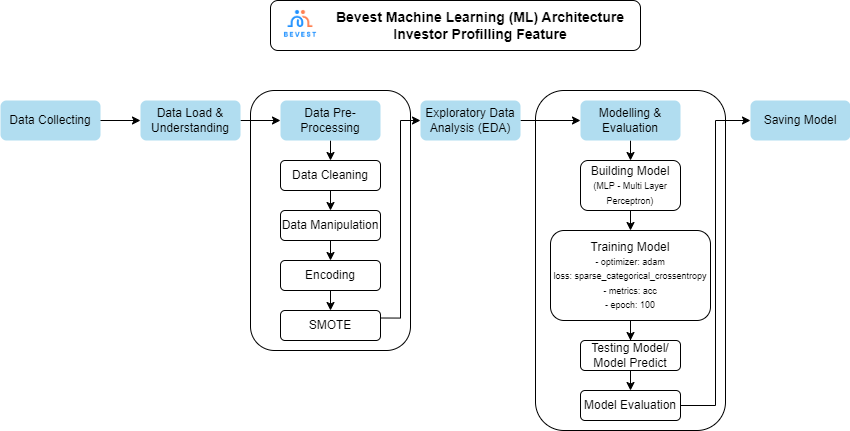 Bevest Machine Learning (ML) Architecture
Investor Profilling Feature
BEVEST
Data Collecting
Data Load &
Understanding
Data Pre-
Processing
Data Cleaning
Data Manipulation
Encoding
SMOTE
Exploratory Data
Analysis (EDA)
Modelling &
Evaluation
Building Model
(MLP - Multi Layer
Perceptron)
Training Model
- optimizer: adam
loss: sparse_categorical_crossentropy
- metrics: acc
- epoch: 100
Testing Model/
Model Predict
Model Evaluation
Saving Model